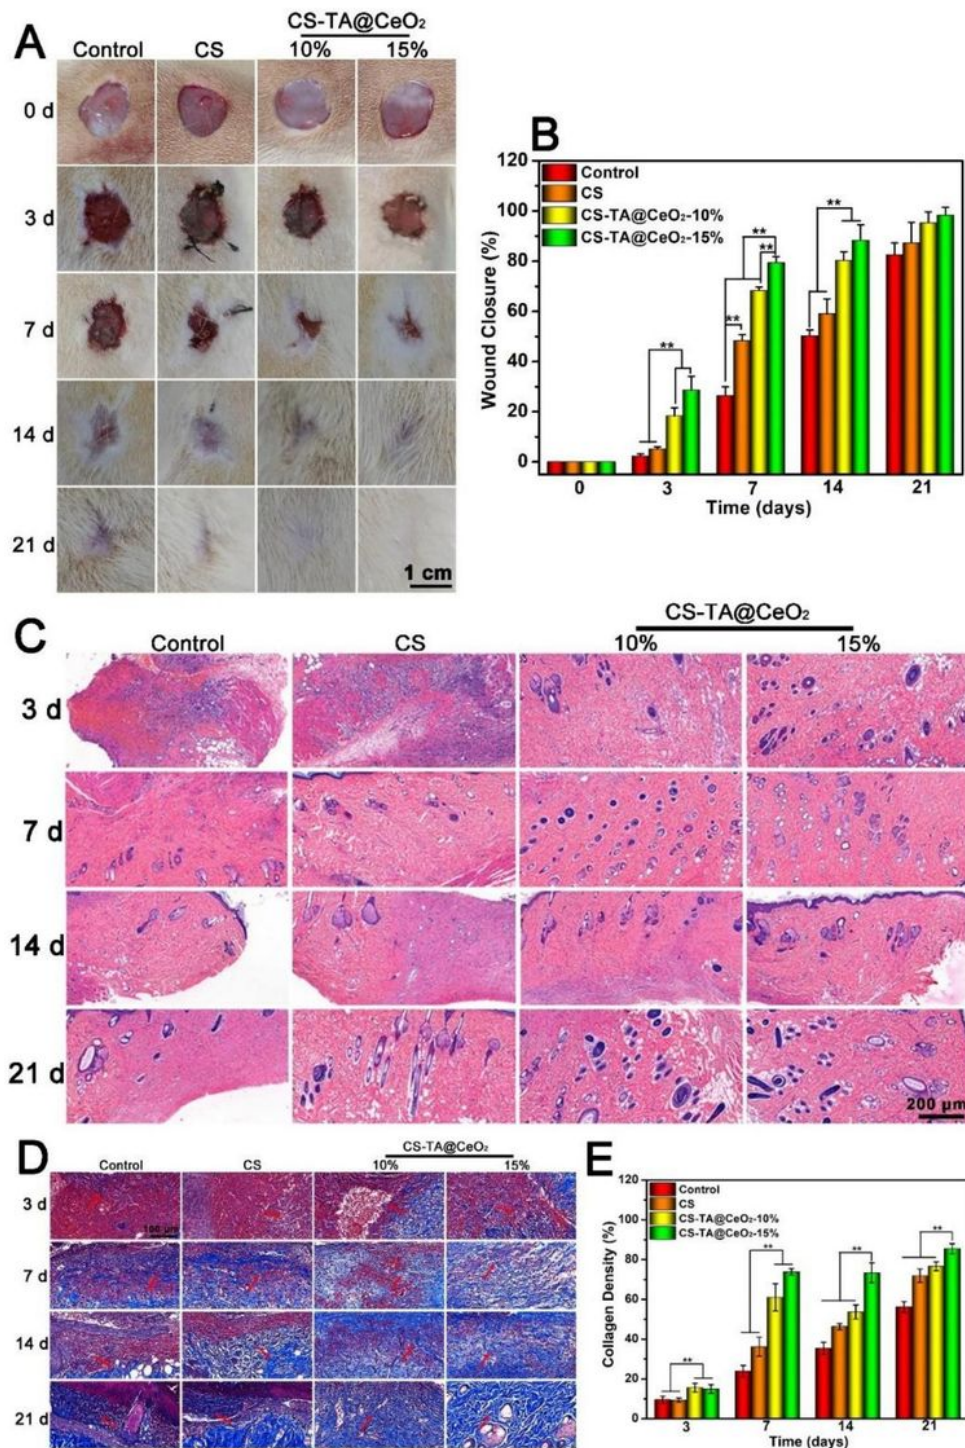 A
CS-TA@CeO₂
Control CS 10% 15%
0 d
3 d
7 d
14 d
21 d
1 cm
B
120
100
80
60
40
20
0
Wound Closure (%)
Control
CS
CS-TA@CeO₂-10%
CS-TA@CeO₂-15%
**
**
**
**
**
0 3 7 14 21
Time (days)
C
CS-TA@CeO₂
Control CS 10% 15%
3 d
7 d
14 d
21 d
200 µm
D
CS-TA@CeO₂
Control CS 10% 15%
3 d
100 µm
7 d
14 d
21 d
E
120
100
80
60
40
20
0
Collagen Density (%)
Control
CS
CS-TA@CeO₂-10%
CS-TA@CeO₂-15%
**
**
**
**
3 7 14 21
Time (days)